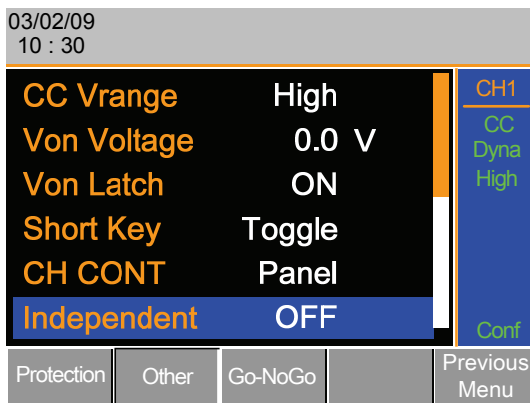 03/02/09
10 : 30
CC Vrange High
Von Voltage 0.0 V
Von Latch ON
Short Key Toggle
CH CONT Panel
Independent OFF
CH1
CC
Dyna
High
Conf
Protection Other Go-NoGo Previous Menu